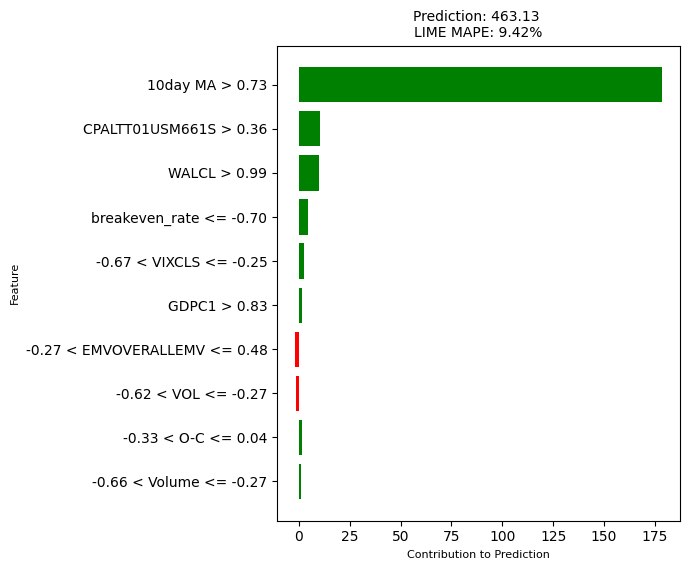 Prediction: 463.13
LIME MAPE: 9.42%
10day MA > 0.73
CPALTT01USM661S > 0.36
WALCL > 0.99
breakeven_rate <= -0.70
-0.67 < VIXCLS <= -0.25
GDPC1 > 0.83
-0.27 < EMVOVERALLEMV <= 0.48
-0.62 < VOL <= -0.27
-0.33 < O-C <= 0.04
-0.66 < Volume <= -0.27
Feature
0 25 50 75 100 125 150 175
Contribution to Prediction